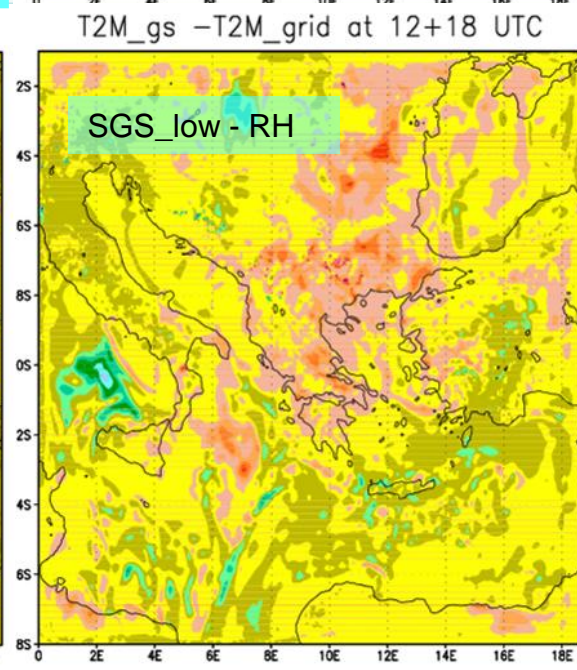 T2M_gs −T2M_grid at 12+18 UTC
SGS_low - RH
2S
4S
6S
8S
0S
2S
4S
6S
8S
0 2E 4E 6E 8E 10E 12E 14E 16E 18E